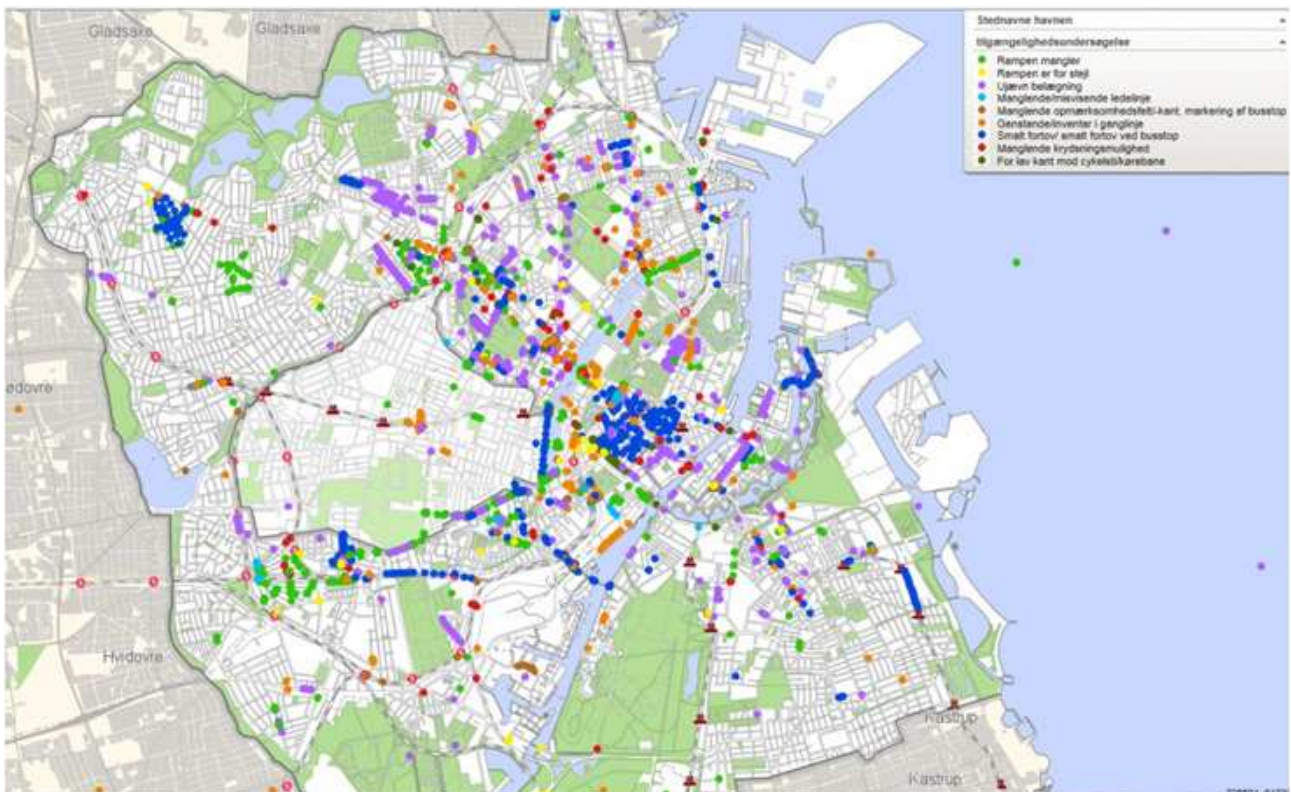 Gladsaxe
Gladsaxe
Stednavne havnen
tilgængelighedsundersøgelse
Rampen mangler
Rampen er for stejl
Ujævn belægning
Manglende/misvisende ledelinje
Manglende opmærksomhedsfelt/-kant, markering af busstop
Genstande/inventar i ganglinje
Smalt fortov/ smalt fortov ved busstop
Manglende krydsningsmulighed
For lav kant mod cykelsti/kørebane
ødovre
Hvidovre
Kastrup
Kastrup